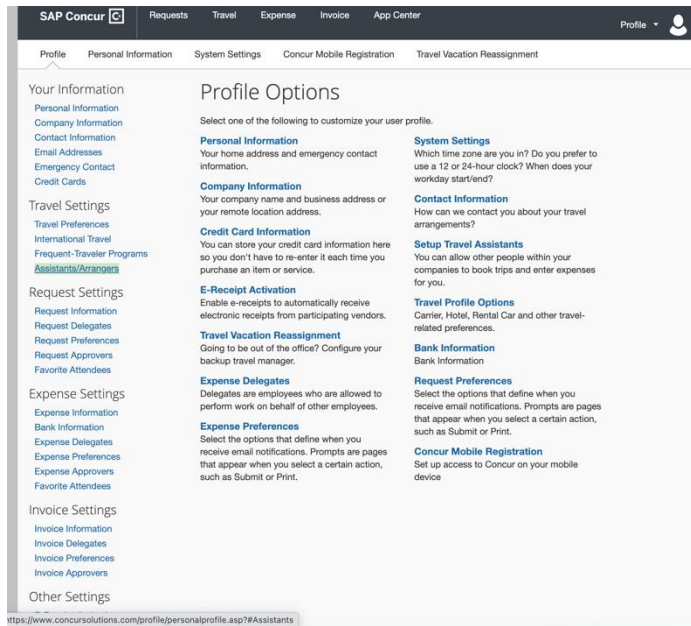 SAP Concur C
Requests Travel Expense Invoice App Center
Profile
Profile Personal Information System Settings Concur Mobile Registration Travel Vacation Reassignment
Your Information
Personal Information
Company Information
Contact Information
Email Addresses
Emergency Contact
Credit Cards
Travel Settings
Travel Preferences
International Travel
Frequent-Traveler Programs
Assistants/Arrangers
Request Settings
Request Information
Request Delegates
Request Preferences
Request Approvers
Favorite Attendees
Expense Settings
Expense Information
Bank Information
Expense Delegates
Expense Preferences
Expense Approvers
Favorite Attendees
Invoice Settings
Invoice Information
Invoice Delegates
Invoice Preferences
Invoice Approvers
Other Settings
Profile Options
Select one of the following to customize your user profile.
Personal Information
Your home address and emergency contact
information.
Company Information
Your company name and business address or
your remote location address.
Credit Card Information
You can store your credit card information here
so you don't have to re-enter it each time you
purchase an item or service.
E-Receipt Activation
Enable e-receipts to automatically receive
electronic receipts from participating vendors.
Travel Vacation Reassignment
Going to be out of the office? Configure your
backup travel manager.
Expense Delegates
Delegates are employees who are allowed to
perform work on behalf of other employees.
Expense Preferences
Select the options that define when you
receive email notifications. Prompts are pages
that appear when you select a certain action,
such as Submit or Print.
System Settings
Which time zone are you in? Do you prefer to
use a 12 or 24-hour clock? When does your
workday start/end?
Contact Information
How can we contact you about your travel
arrangements?
Setup Travel Assistants
You can allow other people within your
companies to book trips and enter expenses
for you.
Travel Profile Options
Carrier, Hotel, Rental Car and other travel-
related preferences.
Bank Information
Bank Information
Request Preferences
Select the options that define when you
receive email notifications. Prompts are pages
that appear when you select a certain action,
such as Submit or Print.
Concur Mobile Registration
Set up access to Concur on your mobile
device
https://www.concursolutions.com/profile/personalprofile.asp?#Assistants